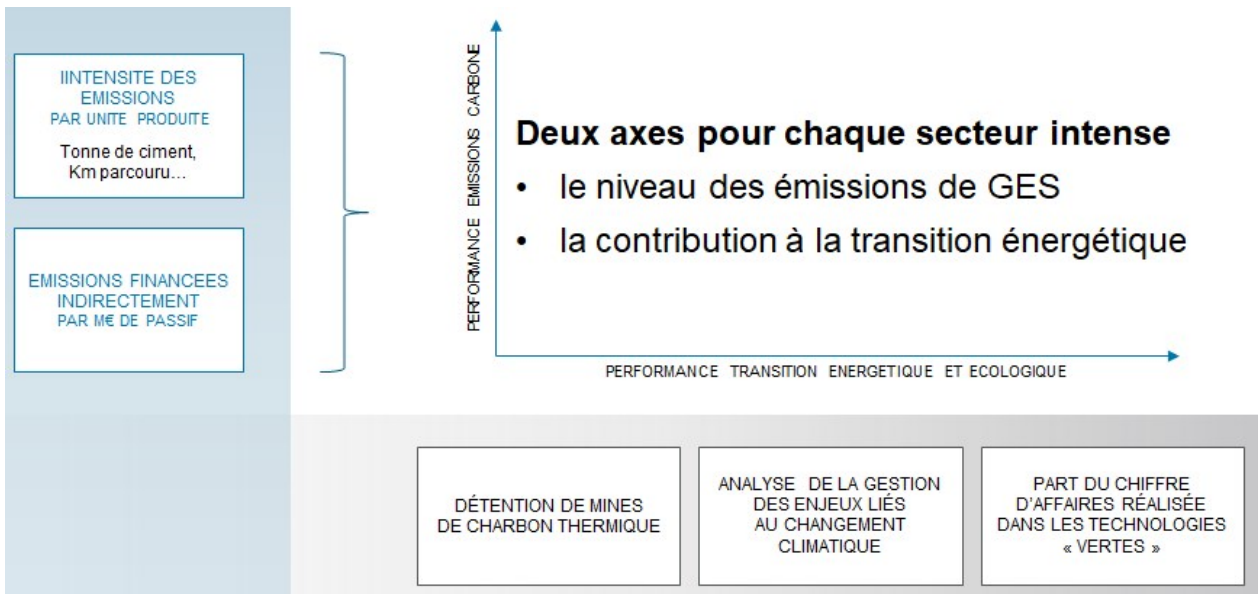 IINTENSITE DES
EMISSIONS
PAR UNITE PRODUITE
Tonne de ciment,
Km parcouru…
EMISSIONS FINANCEES
INDIRECTEMENT
PAR M€ DE PASSIF
PERFORMANCE EMISSIONS CARBONE
Deux axes pour chaque secteur intense
• le niveau des émissions de GES
• la contribution à la transition énergétique
PERFORMANCE TRANSITION ENERGETIQUE ET ECOLOGIQUE
DÉTENTION DE MINES
DE CHARBON THERMIQUE
ANALYSE DE LA GESTION
DES ENJEUX LIÉS
AU CHANGEMENT
CLIMATIQUE
PART DU CHIFFRE
D’AFFAIRES RÉALISÉE
DANS LES TECHNOLOGIES
« VERTES »